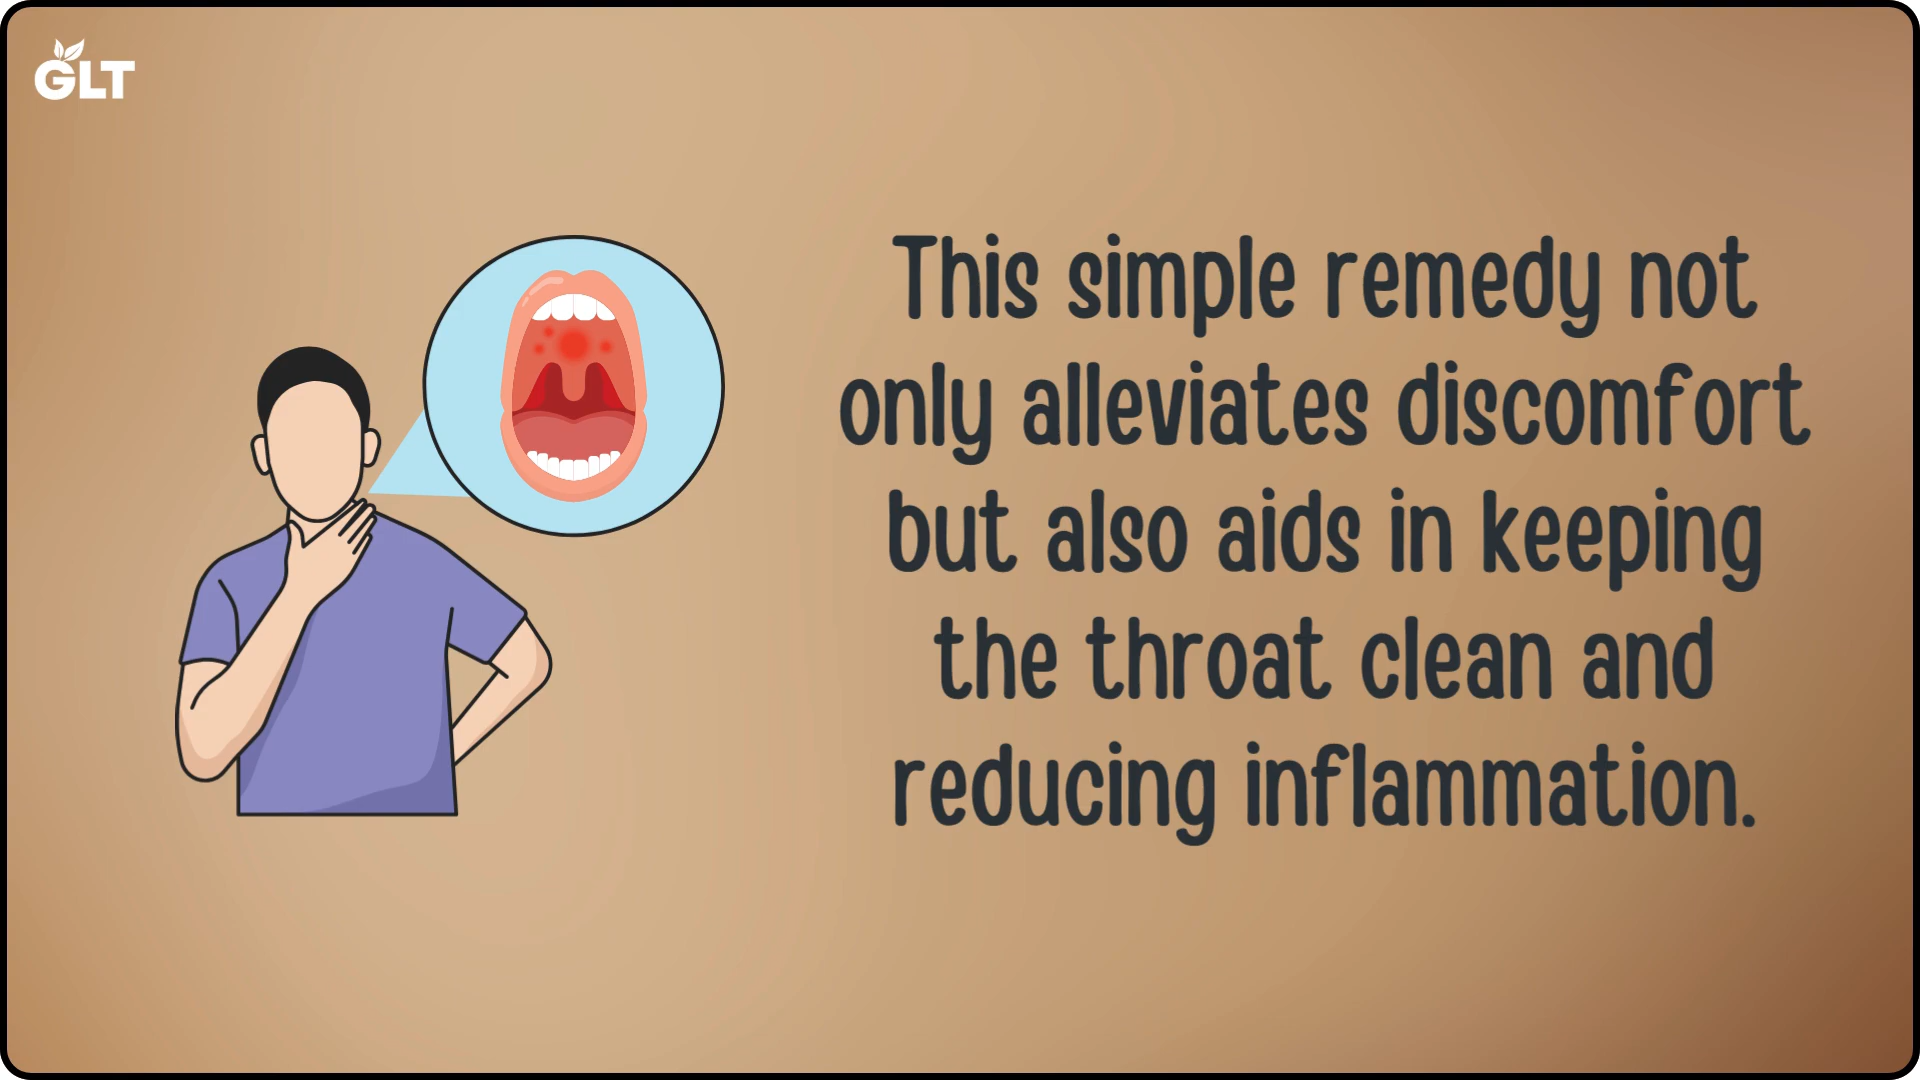 GLT
This simple remedy not
only alleviates discomfort
but also aids in keeping
the throat clean and
reducing inflammation.